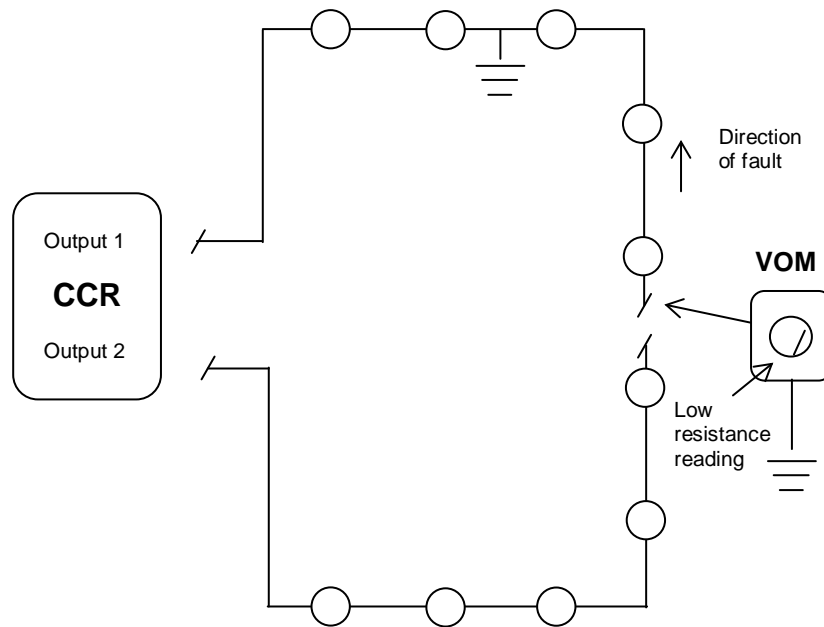 Output 1
CCR
Output 2
Direction
of fault
VOM
Low
resistance
reading